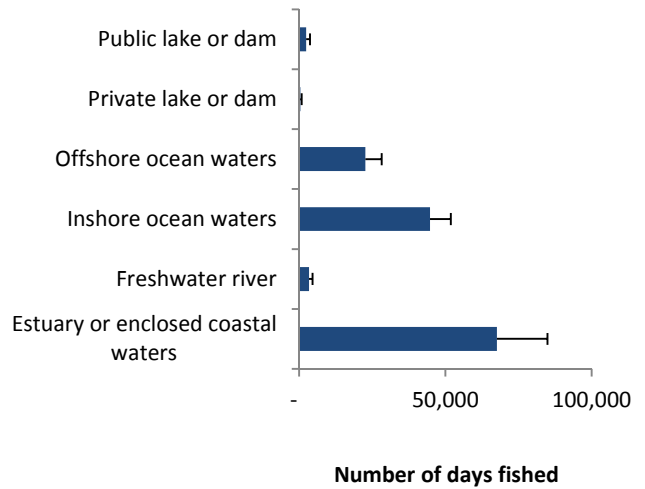 Public lake or dam
Private lake or dam
Offshore ocean waters
Inshore ocean waters
Freshwater river
Estuary or enclosed coastal
waters
- 50,000 100,000
Number of days fished